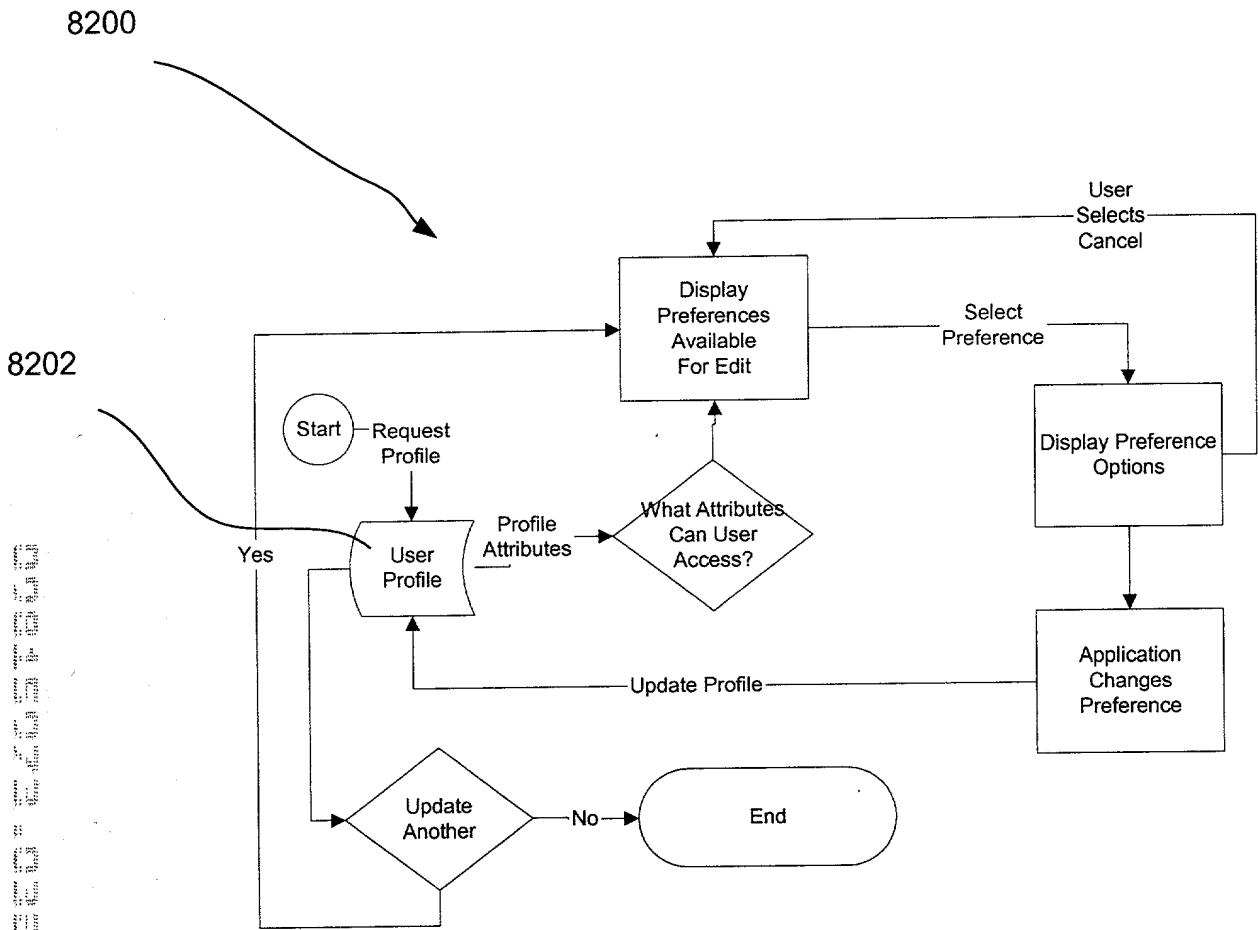 8200
User
Selects
Cancel
Display
Preferences
Available
For Edit
Select
Preference
8202
Start
Request
Profile
Display Preference
Options
What Attributes
Can User
Access?
Profile
Attributes
Yes
User
Profile
Application
Changes
Preference
Update Profile
Update
Another
No
End